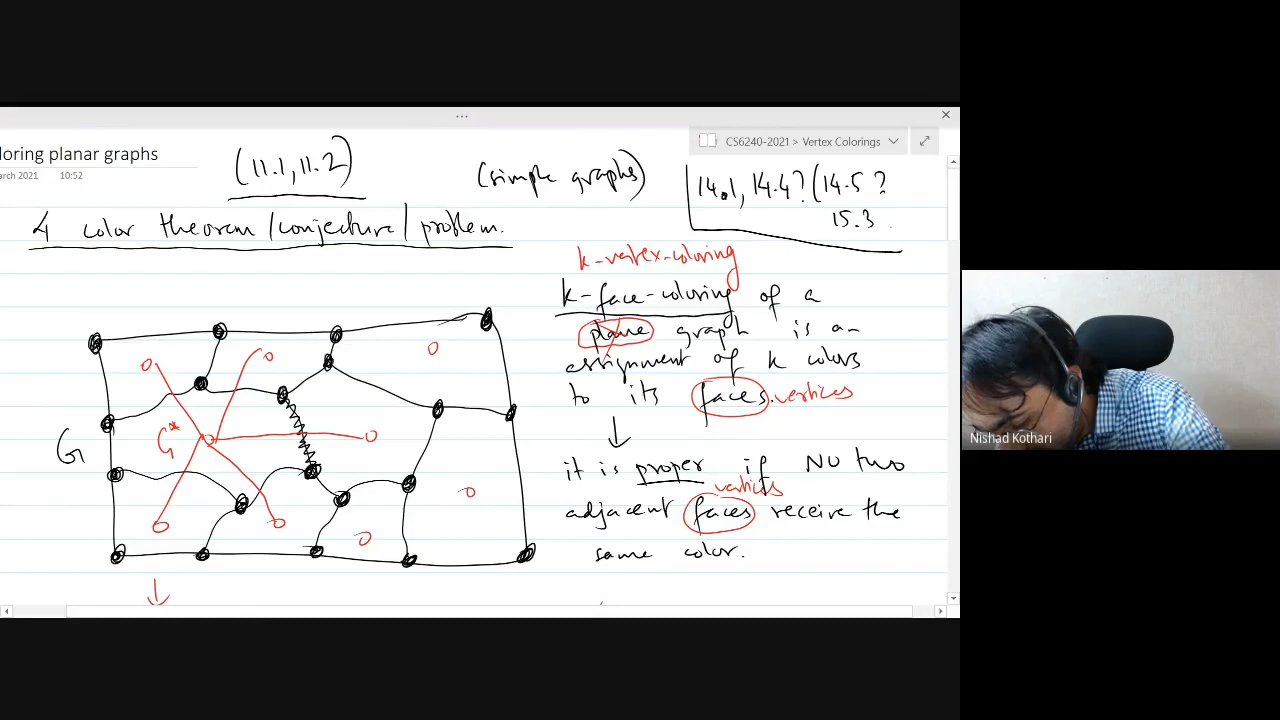 loring planar graphs
arch 2021 10:52
(11.1, 11.2)
(simple graphs)
CS6240-2021 > Vertex Colorings
14.1, 14.4? (14.5 ?
15.3
4 color theorem / conjecture / problem.
k-vertex-coloring
k-face-coloring of a
plane graph is an
assignment of k colors
to its faces. vertices
it is proper if no two
vertices
adjacent faces receive the
same color.
G
G*
Nishad Kothari